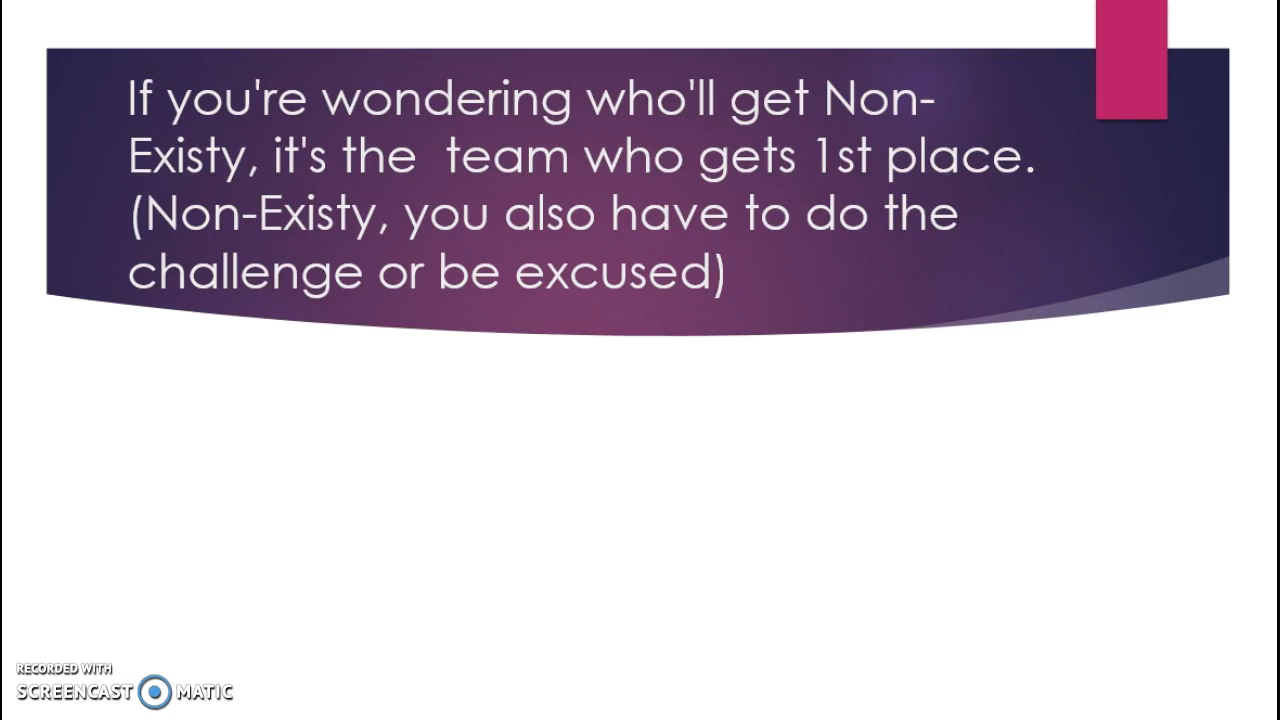 If you're wondering who'll get Non-
Existy, it's the  team who gets 1st place.
(Non-Existy, you also have to do the
challenge or be excused)
RECORDED WITH
SCREENCAST MATIC